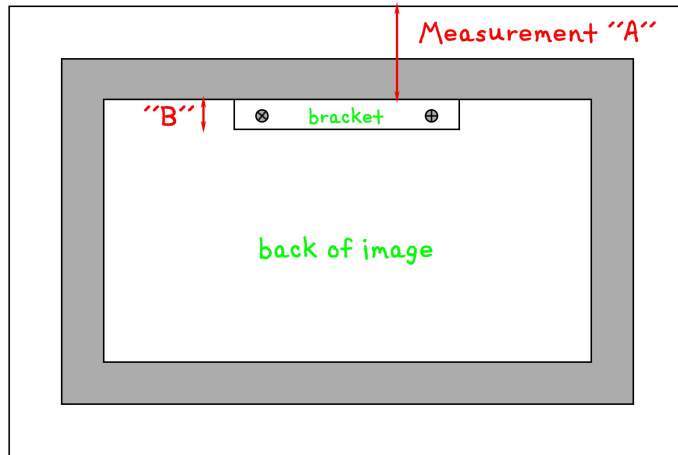 Measurement “A”
“B”
bracket
back of image